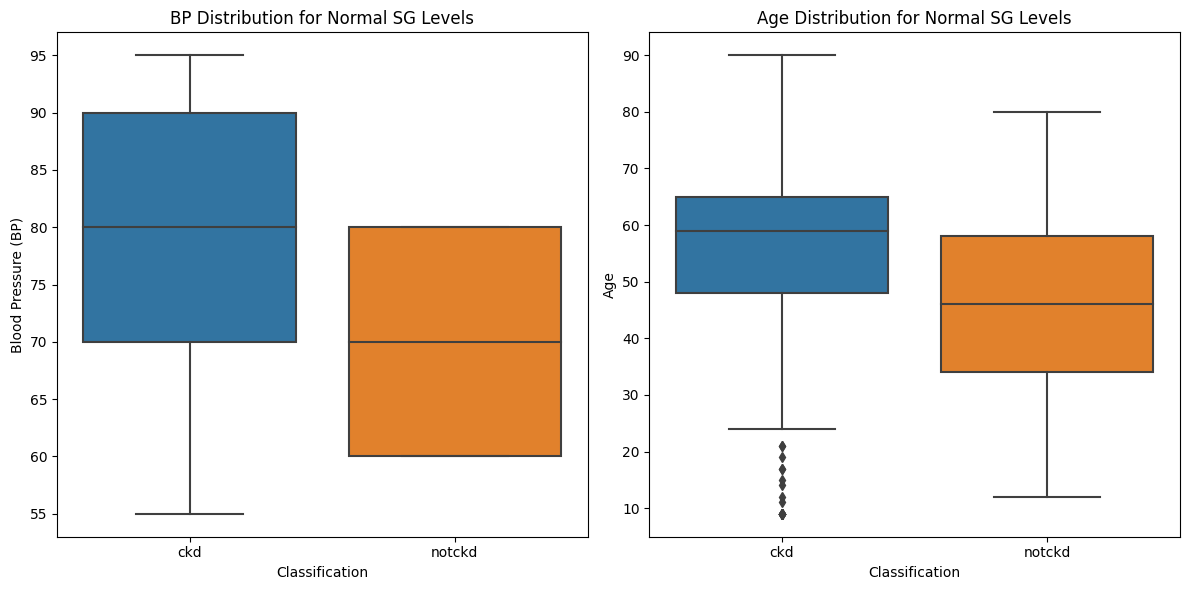 BP Distribution for Normal SG Levels
Blood Pressure (BP)
95
90
85
80
75
70
65
60
55
ckd
notckd
Classification
Age Distribution for Normal SG Levels
Age
90
80
70
60
50
40
30
20
10
ckd
notckd
Classification